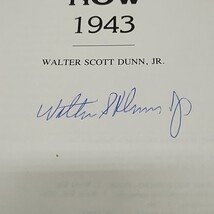 NOW
1943
WALTER SCOTT DUNN, JR.
Walter S Dunn Jr